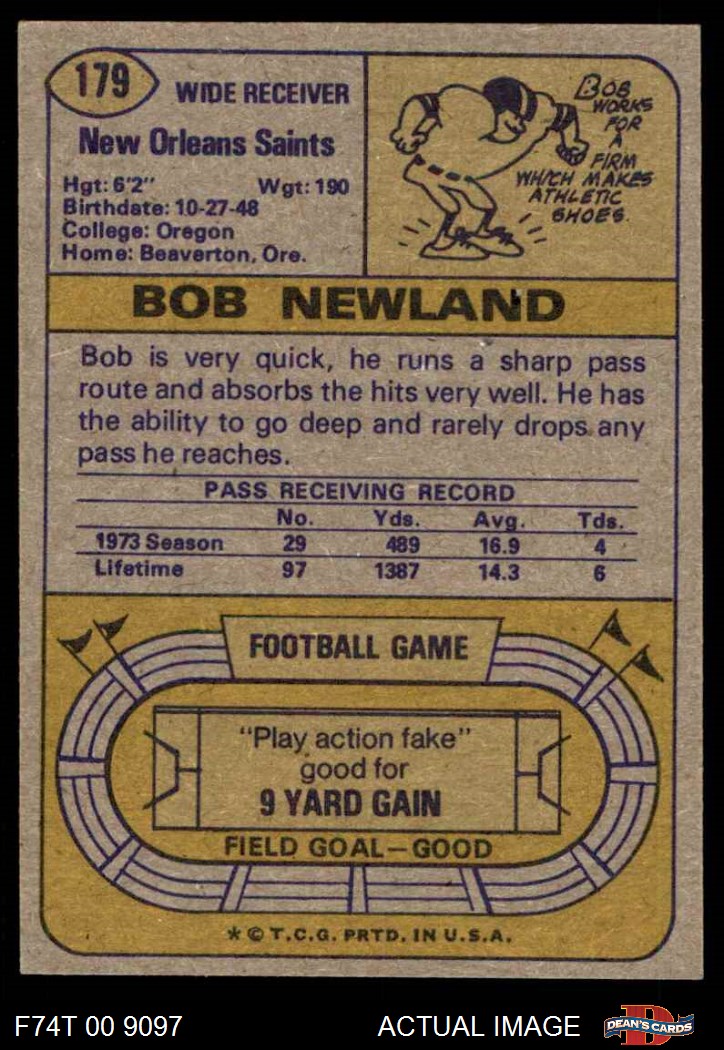 179
WIDE RECEIVER
New Orleans Saints
Hgt: 6'2" Wgt: 190
Birthdate: 10-27-48
College: Oregon
Home: Beaverton, Ore.
BOB
WORKS
FOR
A
FIRM
WHICH MAKES
ATHLETIC
SHOES.
BOB NEWLAND
Bob is very quick, he runs a sharp pass
route and absorbs the hits very well. He has
the ability to go deep and rarely drops any
pass he reaches.
PASS RECEIVING RECORD
No. Yds. Avg. Tds.
1973 Season 29 489 16.9 4
Lifetime 97 1387 14.3 6
FOOTBALL GAME
"Play action fake"
good for
9 YARD GAIN
FIELD GOAL—GOOD
* © T.C.G. PRTD. IN U.S.A.
F74T 00 9097 ACTUAL IMAGE
D
DEAN'S CARDS